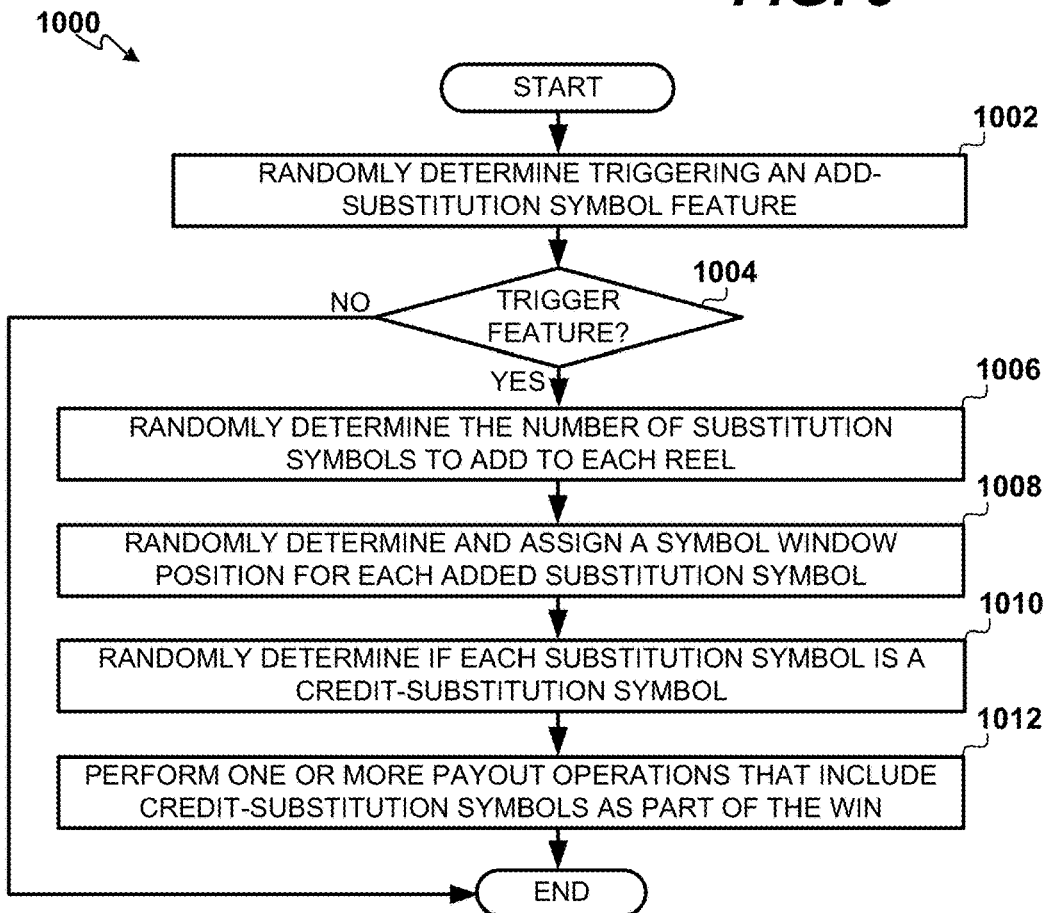 1000
START
1002
RANDOMLY DETERMINE TRIGGERING AN ADD-
SUBSTITUTION SYMBOL FEATURE
1004
NO
TRIGGER
FEATURE?
YES
1006
RANDOMLY DETERMINE THE NUMBER OF SUBSTITUTION
SYMBOLS TO ADD TO EACH REEL
1008
RANDOMLY DETERMINE AND ASSIGN A SYMBOL WINDOW
POSITION FOR EACH ADDED SUBSTITUTION SYMBOL
1010
RANDOMLY DETERMINE IF EACH SUBSTITUTION SYMBOL IS A
CREDIT-SUBSTITUTION SYMBOL
1012
PERFORM ONE OR MORE PAYOUT OPERATIONS THAT INCLUDE
CREDIT-SUBSTITUTION SYMBOLS AS PART OF THE WIN
END